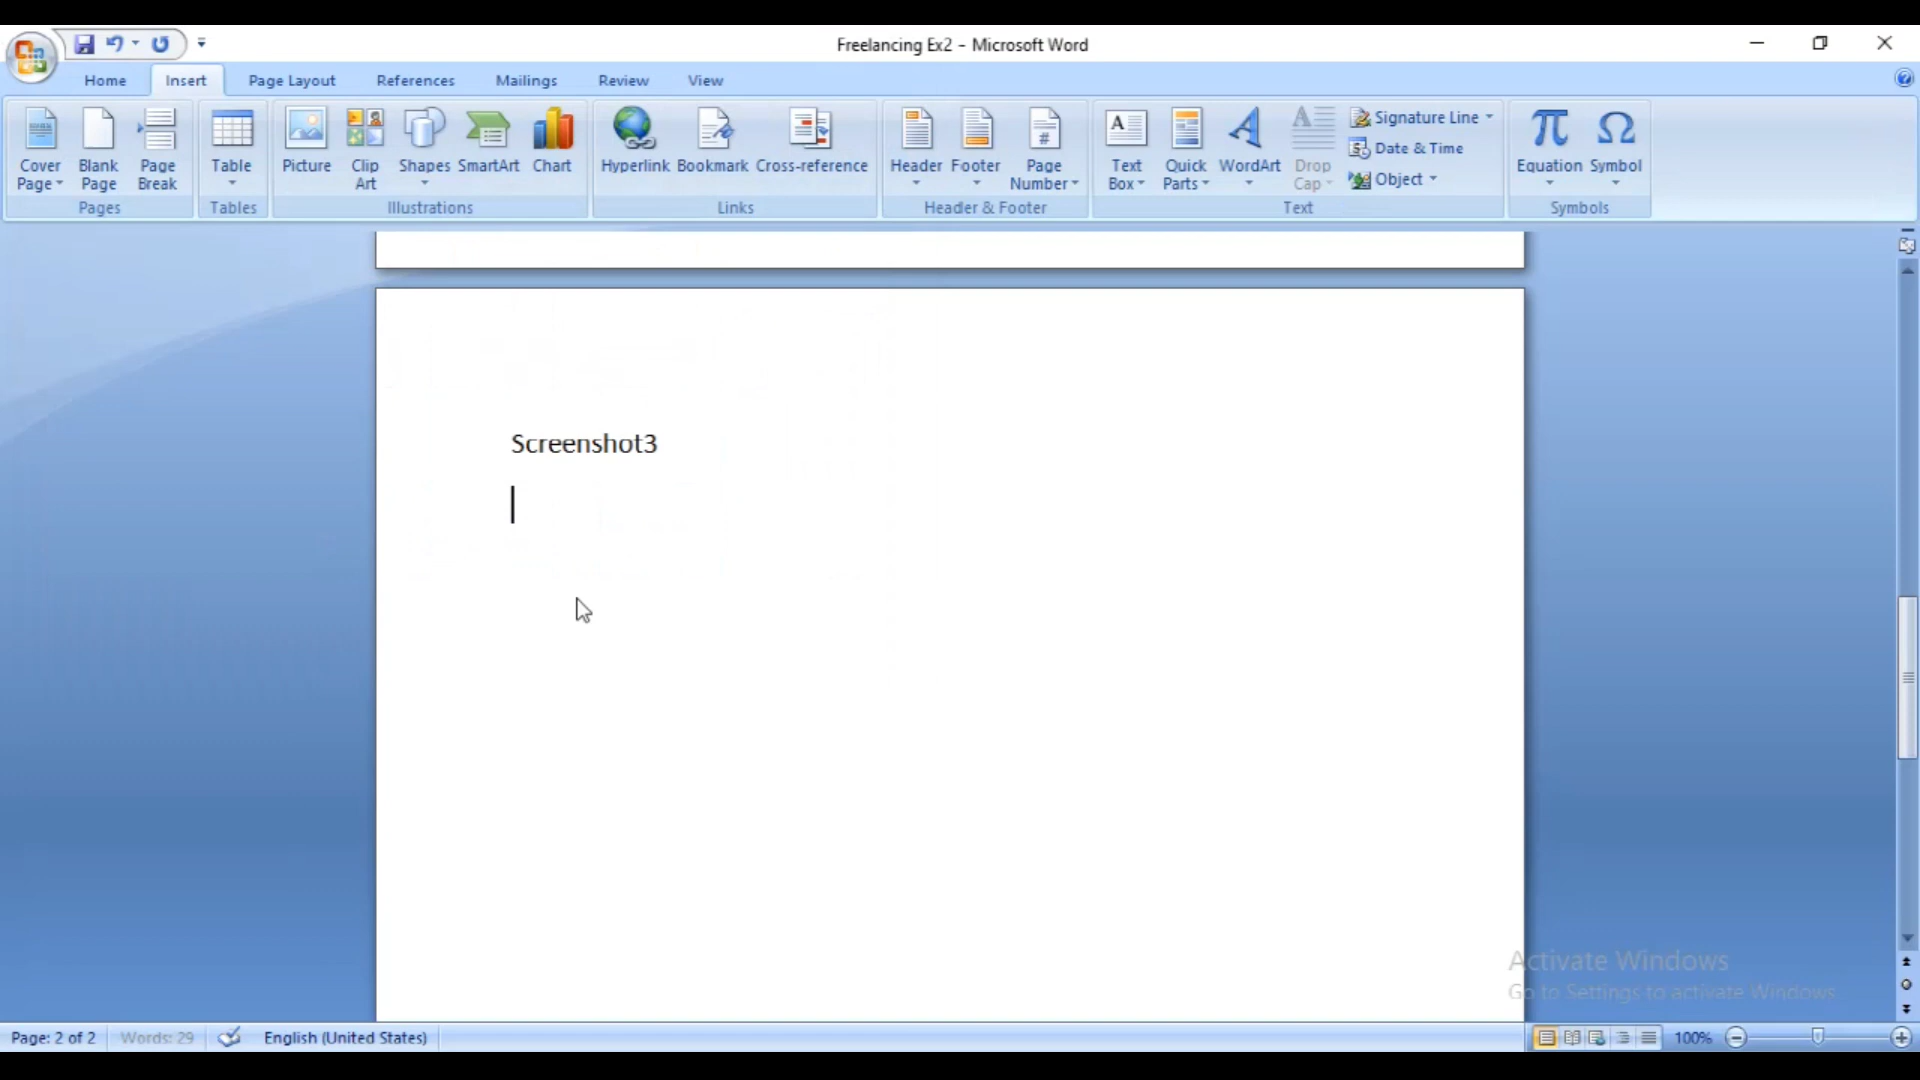 Freelancing Ex2 - Microsoft Word
Home Insert Page Layout References Mailings Review View
Cover Page Blank Page Page Break
Pages
Table
Tables
Picture Clip Art Shapes SmartArt Chart
Illustrations
Hyperlink Bookmark Cross-reference
Links
Header Footer Page Number
Header & Footer
Text Box Quick Parts WordArt Drop Cap
Signature Line
Date & Time
Object
Text
Equation Symbol
Symbols
Screenshot3
Activate Windows
Go to Settings to activate Windows
Page: 2 of 2 Words: 29 English (United States) 100%